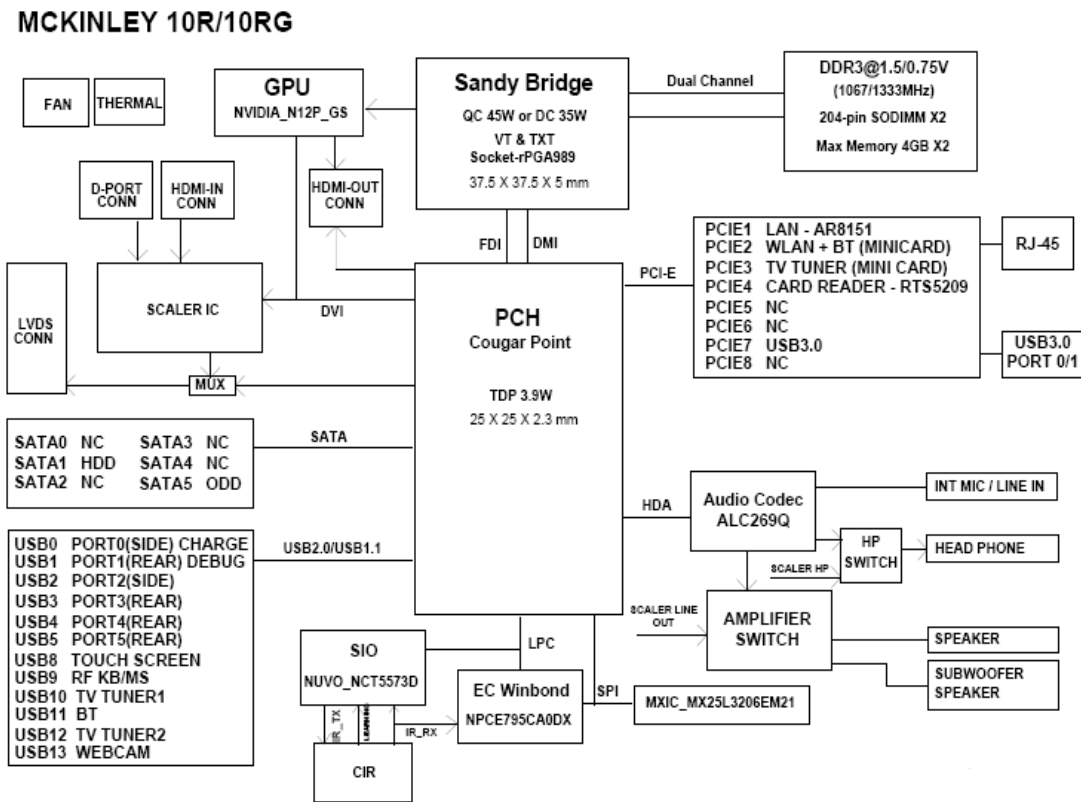 MCKINLEY 10R/10RG
FAN
THERMAL
GPU
NVIDIA_N12P_GS
Sandy Bridge
QC 45W or DC 35W
VT & TXT
Socket-rPGA989
37.5 X 37.5 X 5 mm
Dual Channel
DDR3@1.5/0.75V
(1067/1333MHz)
204-pin SODIMM X2
Max Memory 4GB X2
D-PORT
CONN
HDMI-IN
CONN
HDMI-OUT
CONN
FDI
DMI
LVDS
CONN
SCALER IC
DVI
MUX
PCH
Cougar Point
TDP 3.9W
25 X 25 X 2.3 mm
PCI-E
PCIE1 LAN - AR8151
PCIE2 WLAN + BT (MINICARD)
PCIE3 TV TUNER (MINI CARD)
PCIE4 CARD READER - RTS5209
PCIE5 NC
PCIE6 NC
PCIE7 USB3.0
PCIE8 NC
RJ-45
USB3.0
PORT 0/1
SATA0 NC SATA3 NC
SATA1 HDD SATA4 NC
SATA2 NC SATA5 ODD
SATA
USB0 PORT0(SIDE) CHARGE
USB1 PORT1(REAR) DEBUG
USB2 PORT2(SIDE)
USB3 PORT3(REAR)
USB4 PORT4(REAR)
USB5 PORT5(REAR)
USB8 TOUCH SCREEN
USB9 RF KB/MS
USB10 TV TUNER1
USB11 BT
USB12 TV TUNER2
USB13 WEBCAM
USB2.0/USB1.1
HDA
Audio Codec
ALC269Q
INT MIC / LINE IN
HP
SWITCH
HEAD PHONE
SCALER HP
SCALER LINE
OUT
AMPLIFIER
SWITCH
SPEAKER
SUBWOOFER
SPEAKER
SIO
NUVO_NCT5573D
LPC
EC Winbond
NPCE795CA0DX
SPI
MXIC_MX25L3206EM21
IR_TX
LEARNING
IR_RX
CIR